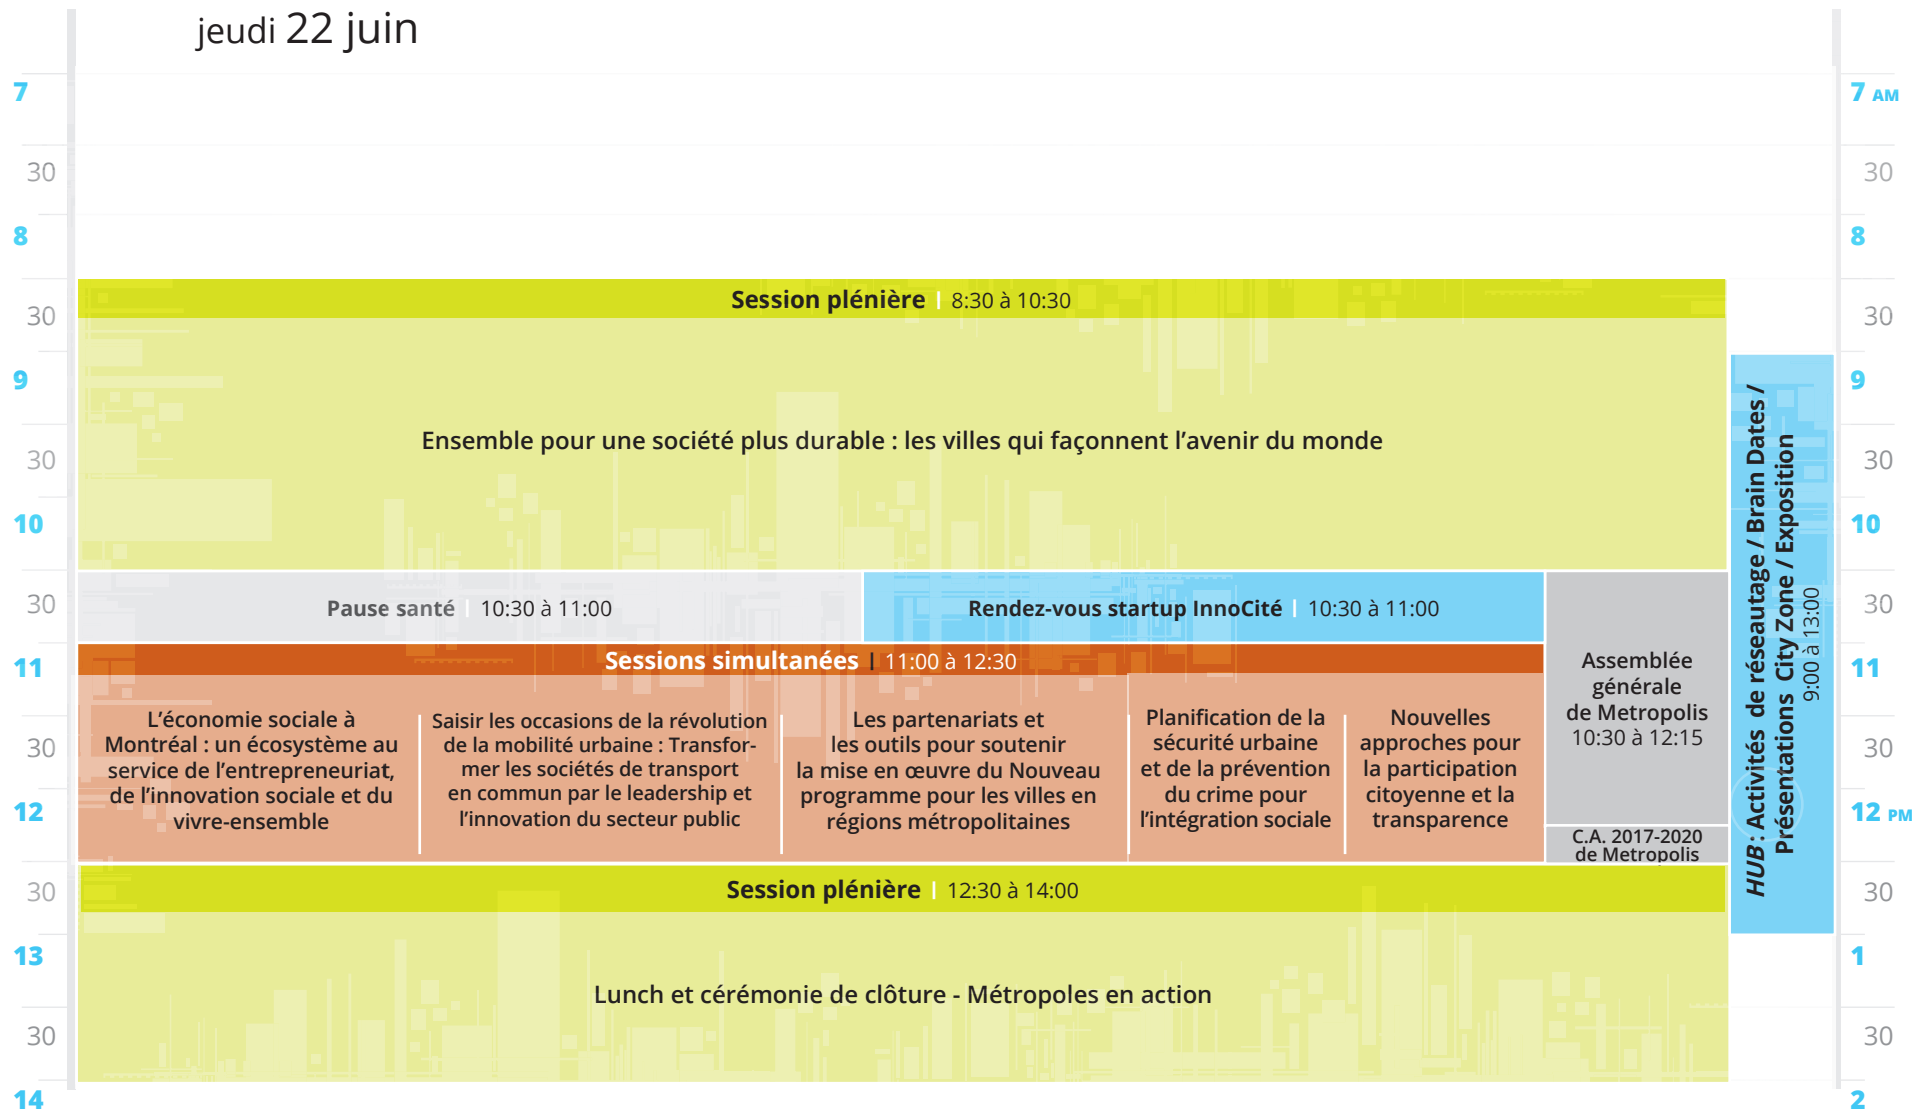 jeudi 22 juin
7
30
8
30
9
30
10
30
11
30
12
30
13
30
14
Session plénière | 8:30 à 10:30
Ensemble pour une société plus durable : les villes qui façonnent l’avenir du monde
Pause santé | 10:30 à 11:00
Rendez-vous startup InnoCité | 10:30 à 11:00
Sessions simultanées | 11:00 à 12:30
L’économie sociale à
Montréal : un écosystème au
service de l’entrepreneuriat,
de l’innovation sociale et du
vivre-ensemble
Saisir les occasions de la révolution
de la mobilité urbaine : Transfor-
mer les sociétés de transport
en commun par le leadership et
l’innovation du secteur public
Les partenariats et
les outils pour soutenir
la mise en œuvre du Nouveau
programme pour les villes en
régions métropolitaines
Planification de la
sécurité urbaine
et de la prévention
du crime pour
l’intégration sociale
Nouvelles
approches pour
la participation
citoyenne et la
transparence
Assemblée
générale
de Metropolis
10:30 à 12:15
C.A. 2017-2020
de Metropolis
Session plénière | 12:30 à 14:00
Lunch et cérémonie de clôture - Métropoles en action
HUB : Activités de réseautage / Brain Dates /
Présentations City Zone / Exposition
9:00 à 13:00
7 AM
30
8
30
9
30
10
30
11
30
12 PM
30
1
30
2